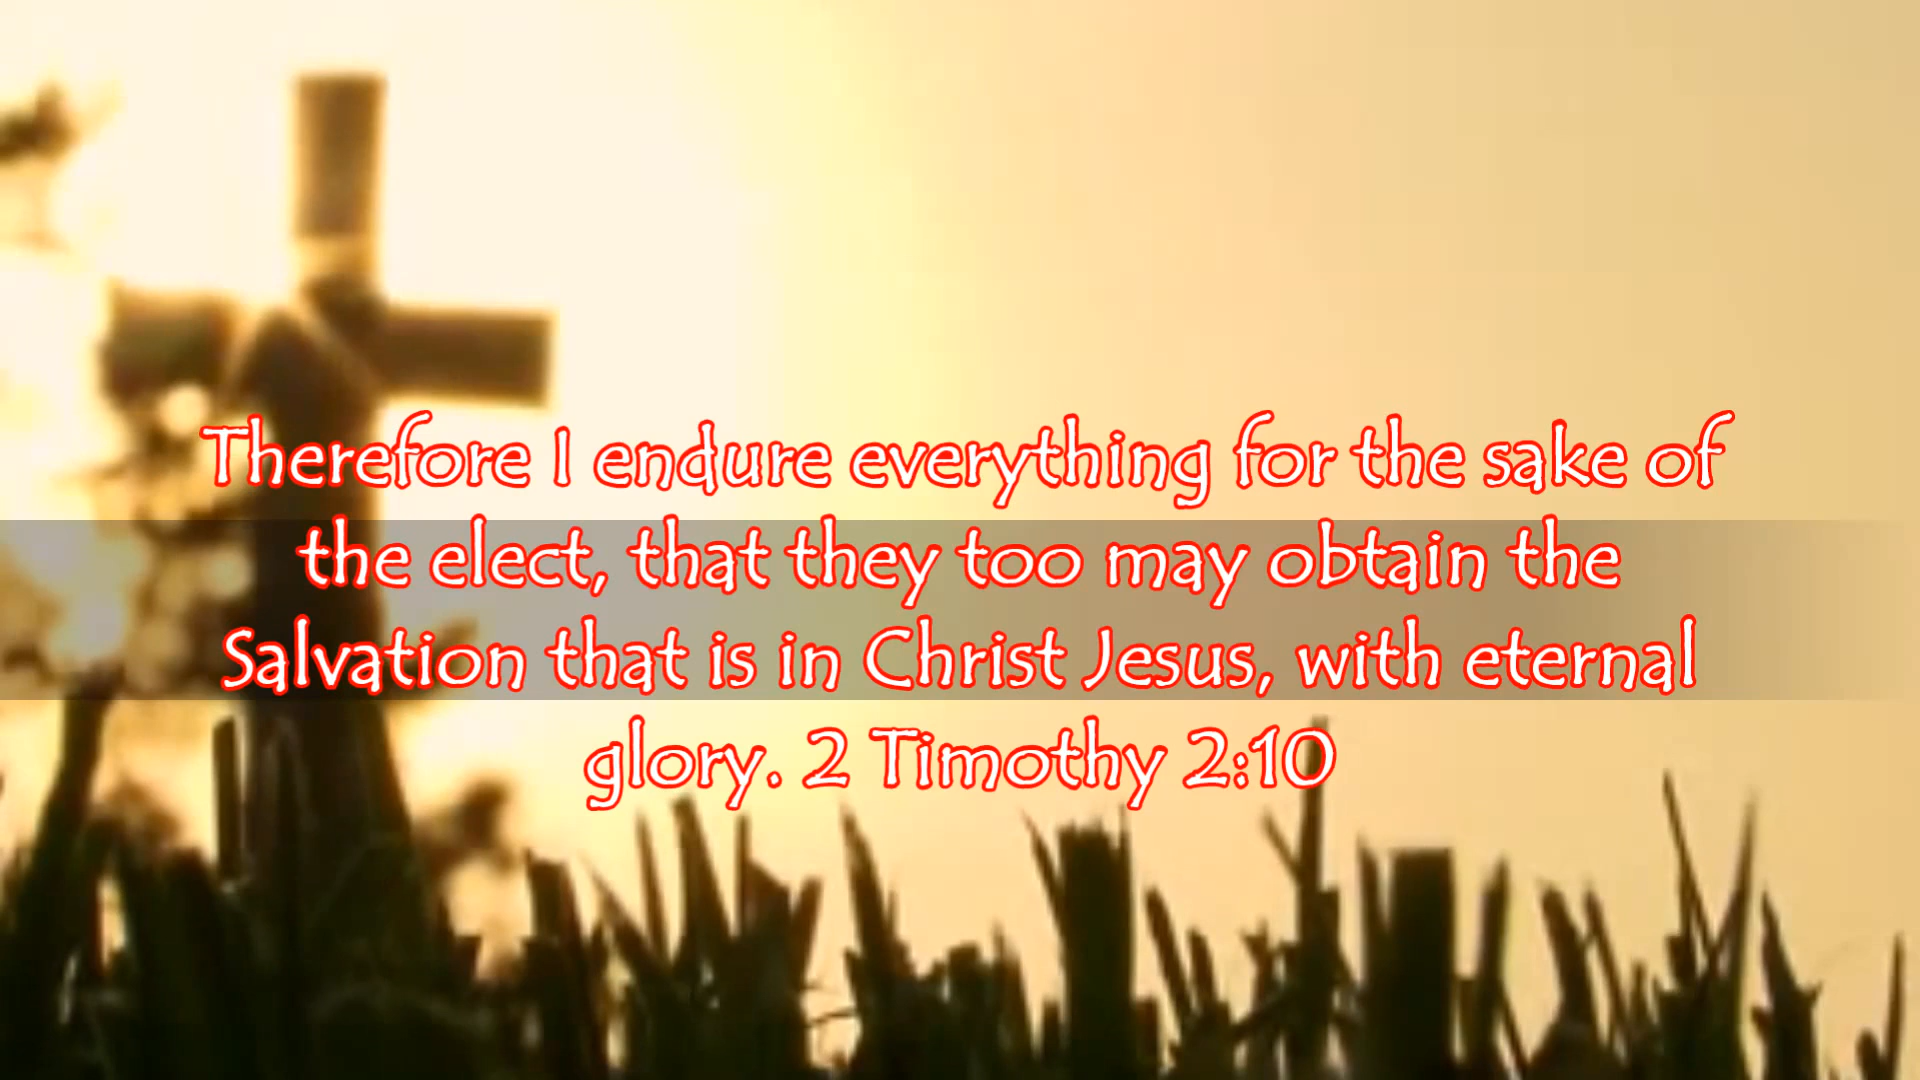 Therefore I endure everything for the sake of
the elect, that they too may obtain the
Salvation that is in Christ Jesus, with eternal
glory. 2 Timothy 2:10